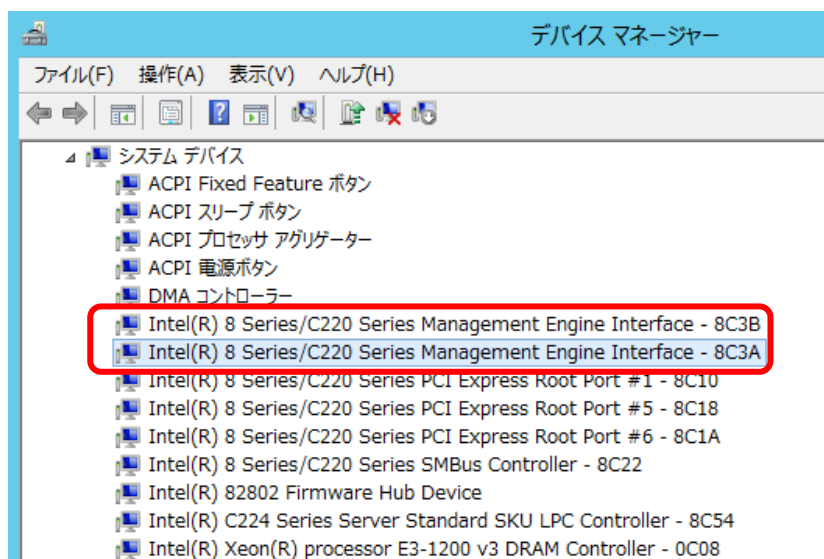 デバイス マネージャー
ファイル(F) 操作(A) 表示(V) ヘルプ(H)
システム デバイス
ACPI Fixed Feature ボタン
ACPI スリープ ボタン
ACPI プロセッサ アグリゲーター
ACPI 電源ボタン
DMA コントローラー
Intel(R) 8 Series/C220 Series Management Engine Interface - 8C3B
Intel(R) 8 Series/C220 Series Management Engine Interface - 8C3A
Intel(R) 8 Series/C220 Series PCI Express Root Port #1 - 8C10
Intel(R) 8 Series/C220 Series PCI Express Root Port #5 - 8C18
Intel(R) 8 Series/C220 Series PCI Express Root Port #6 - 8C1A
Intel(R) 8 Series/C220 Series SMBus Controller - 8C22
Intel(R) 82802 Firmware Hub Device
Intel(R) C224 Series Server Standard SKU LPC Controller - 8C54
Intel(R) Xeon(R) processor E3-1200 v3 DRAM Controller - 0C08